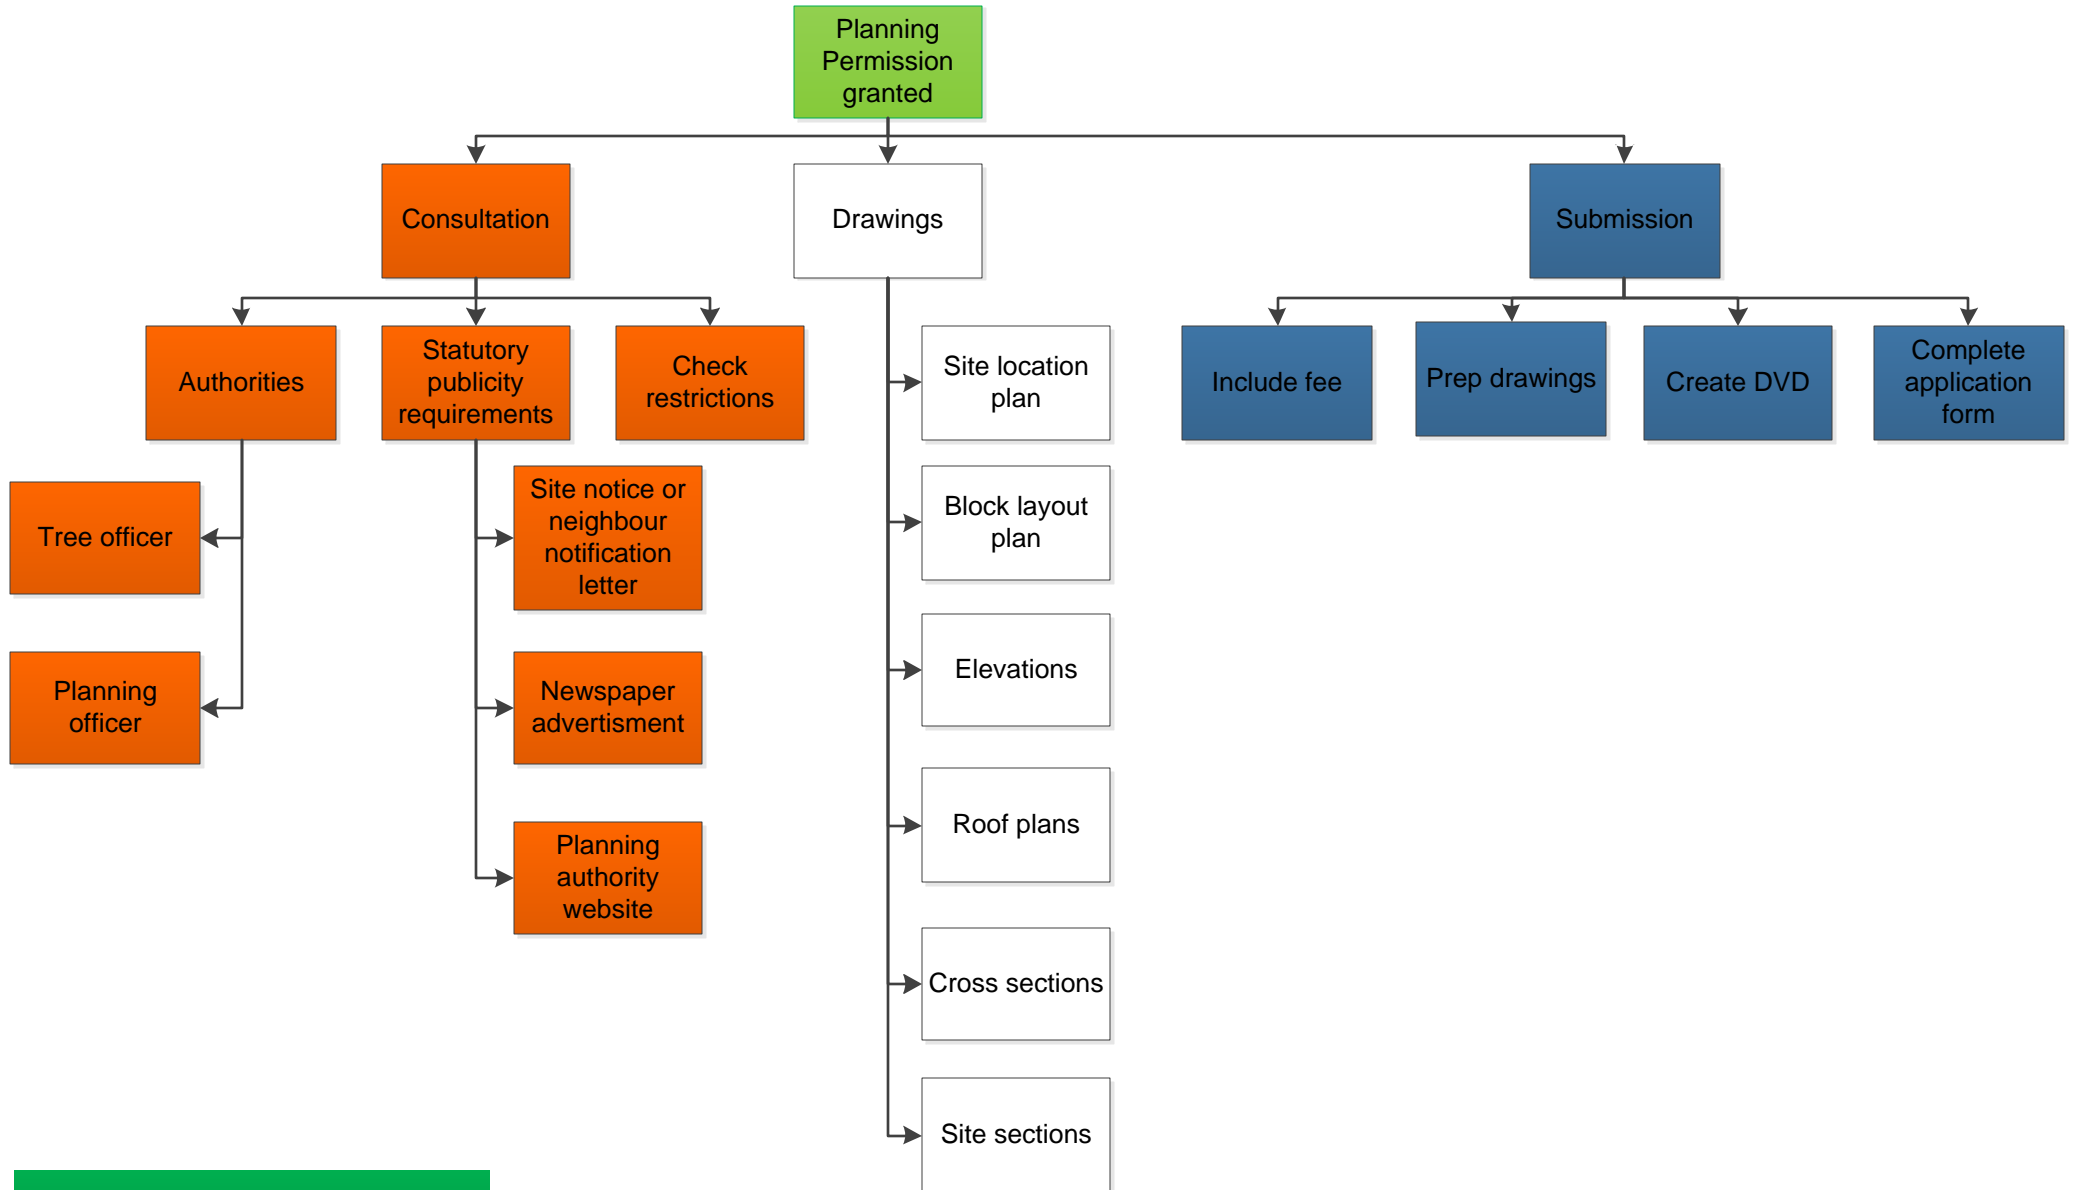 Planning
Permission
granted
Consultation
Drawings
Submission
Authorities
Statutory
publicity
requirements
Check
restrictions
Site location
plan
Include fee
Prep drawings
Create DVD
Complete
application
form
Tree officer
Site notice or
neighbour
notification
letter
Block layout
plan
Planning
officer
Newspaper
advertisment
Elevations
Planning
authority
website
Roof plans
Cross sections
Site sections